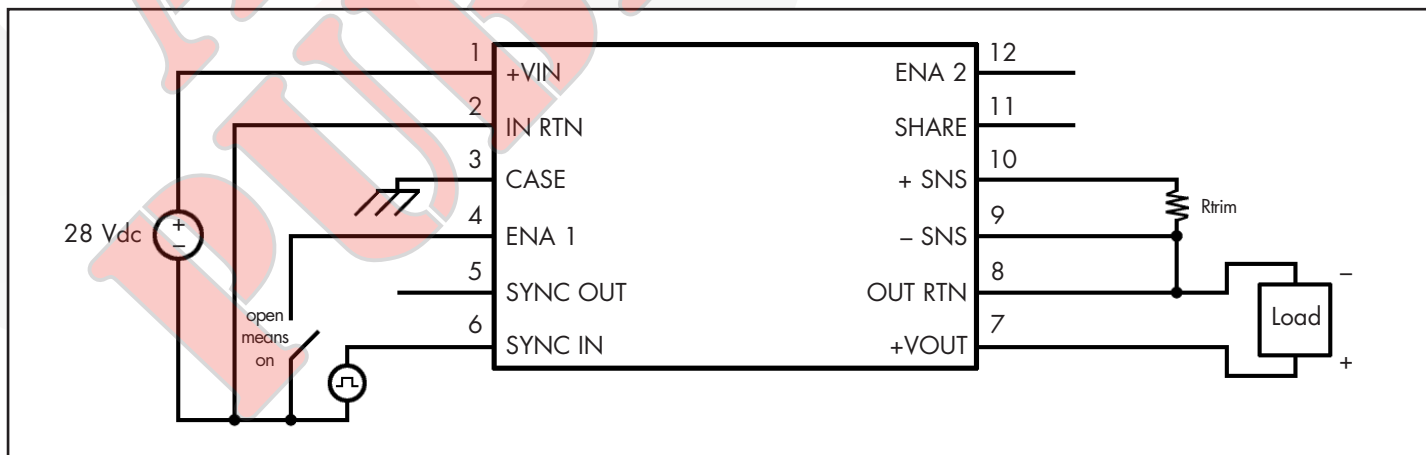 1
+VIN
2
IN RTN
3
CASE
4
ENA 1
5
SYNC OUT
6
SYNC IN
12
ENA 2
11
SHARE
10
+ SNS
9
– SNS
8
OUT RTN
7
+VOUT
28 Vdc
+
–
open
means
on
Rtrim
Load
–
+